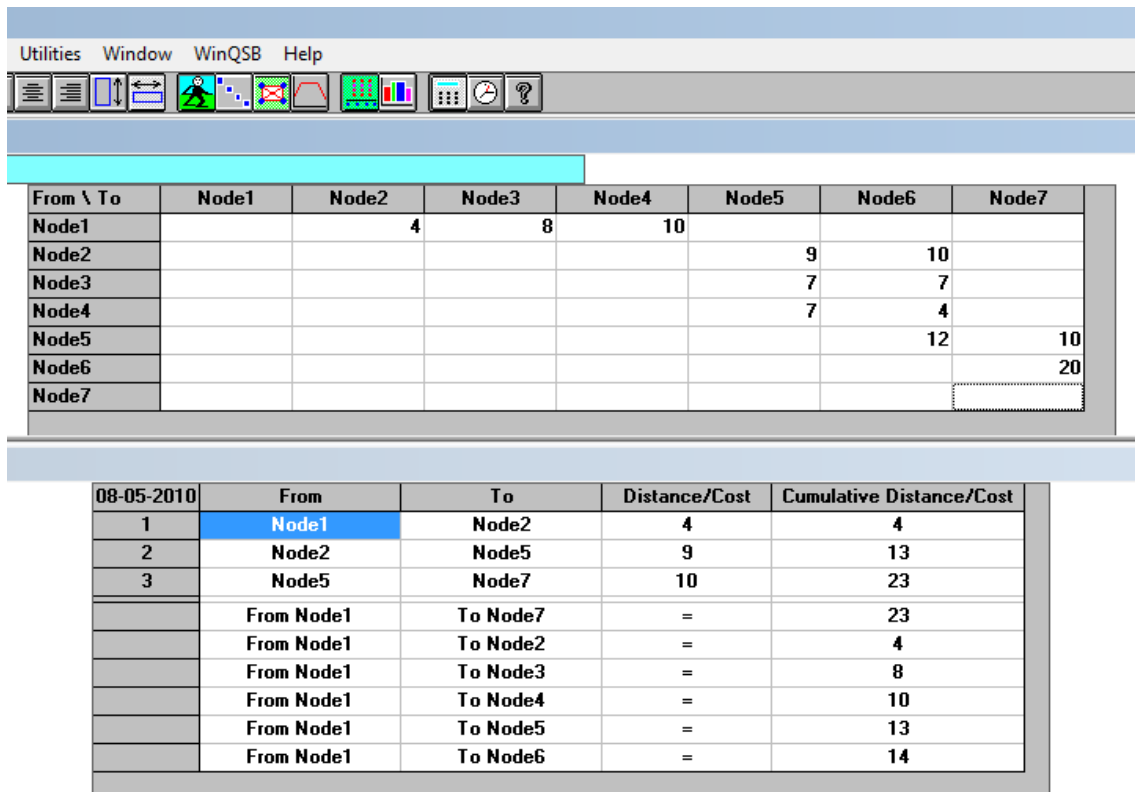 Utilities Window WinQSB Help
From \ To Node1 Node2 Node3 Node4 Node5 Node6 Node7
Node1 4 8 10
Node2 9 10
Node3 7 7
Node4 7 4
Node5 12 10
Node6 20
Node7
08-05-2010 From To Distance/Cost Cumulative Distance/Cost
1 Node1 Node2 4 4
2 Node2 Node5 9 13
3 Node5 Node7 10 23
From Node1 To Node7 = 23
From Node1 To Node2 = 4
From Node1 To Node3 = 8
From Node1 To Node4 = 10
From Node1 To Node5 = 13
From Node1 To Node6 = 14